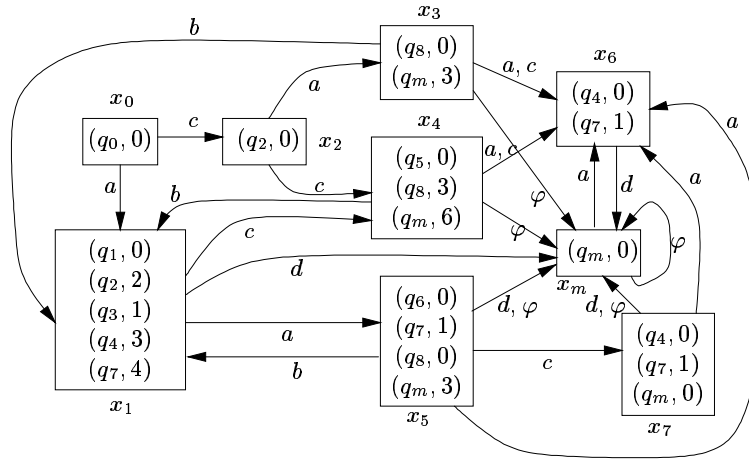 x₃
b
(q₈, 0)
(qₘ, 3)
a, c
x₆
(q₄, 0)
(q₇, 1)
x₀
(q₀, 0)
c
(q₂, 0)
x₂
a
x₄
(q₅, 0)
(q₈, 3)
(qₘ, 6)
a, c
a
a
b
c
φ
a
d
a
c
φ
(q₁, 0)
(q₂, 2)
(q₃, 1)
(q₄, 3)
(q₇, 4)
x₁
d
(qₘ, 0)
φ
xₘ
(q₆, 0)
(q₇, 1)
(q₈, 0)
(qₘ, 3)
x₅
d, φ
d, φ
a
b
c
(q₄, 0)
(q₇, 1)
(qₘ, 0)
x₇